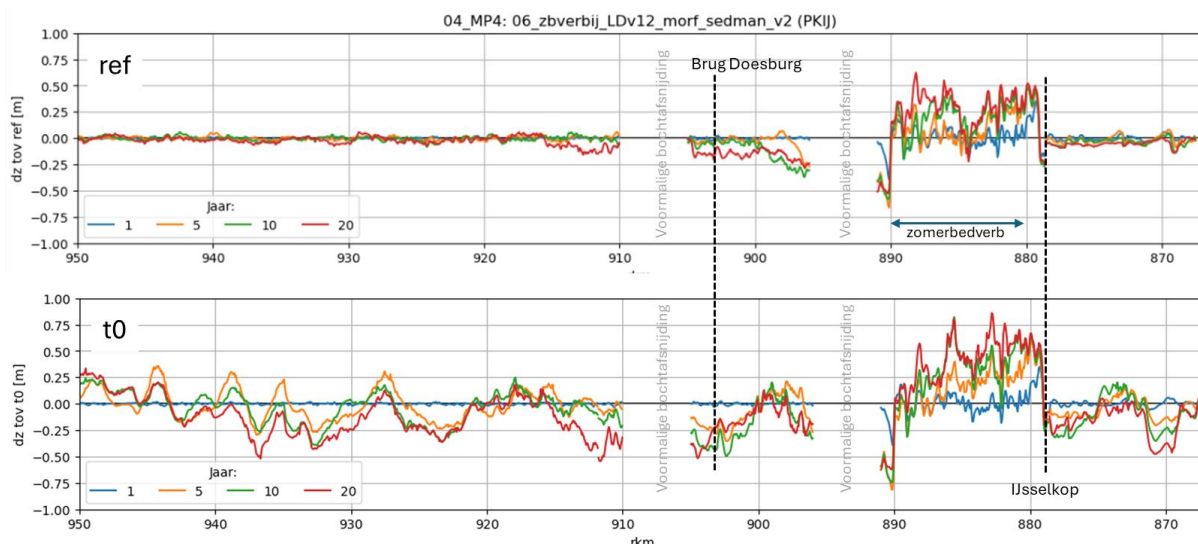 04_MP4: 06_zbverbij_LDv12_morf_sedman_v2 (PKIJ)
1.00
0.75
0.50
0.25
0.00
−0.25
−0.50
−0.75
−1.00
dz tov ref [m]
ref
Voormalige bochtafsnijding
Brug Doesburg
Voormalige bochtafsnijding
zomerbedverb
Jaar:
1 5 10 20
950 940 930 920 910 900 890 880 870
1.00
0.75
0.50
0.25
0.00
−0.25
−0.50
−0.75
−1.00
dz tov t0 [m]
t0
Voormalige bochtafsnijding
Voormalige bochtafsnijding
IJsselkop
Jaar:
1 5 10 20
950 940 930 920 910 900 890 880 870
rkm